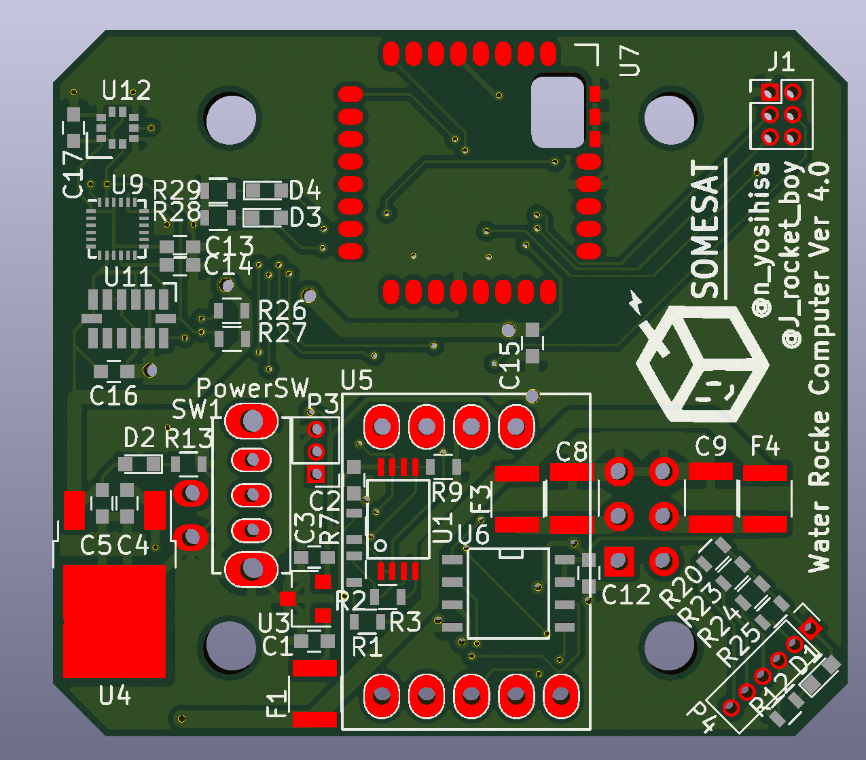 U7
J1
U12
C17
U9
R29
D4
R28
D3
C13
C14
U11
R26
R27
C16
C15
SOMESAT
@n_yosihisa
@J_rocket_boy
Water Rocke Computer Ver 4.0
PowerSW
U5
SW1
P3
D2
R13
C2
R9
F3
C8
C9
F4
U1
U6
C3
R7
C5
C4
R2
R3
U3
C1
R1
C12
R20
R23
R24
R25
D1
R12
P4
U4
F1